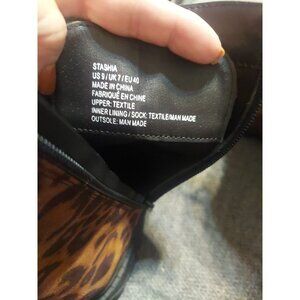 STASHIA
US 9 / UK 7 / EU 40
MADE IN CHINA
FABRIQUÉ EN CHINE
UPPER: TEXTILE
INNER LINING / SOCK: TEXTILE/MAN MADE
OUTSOLE: MAN MADE